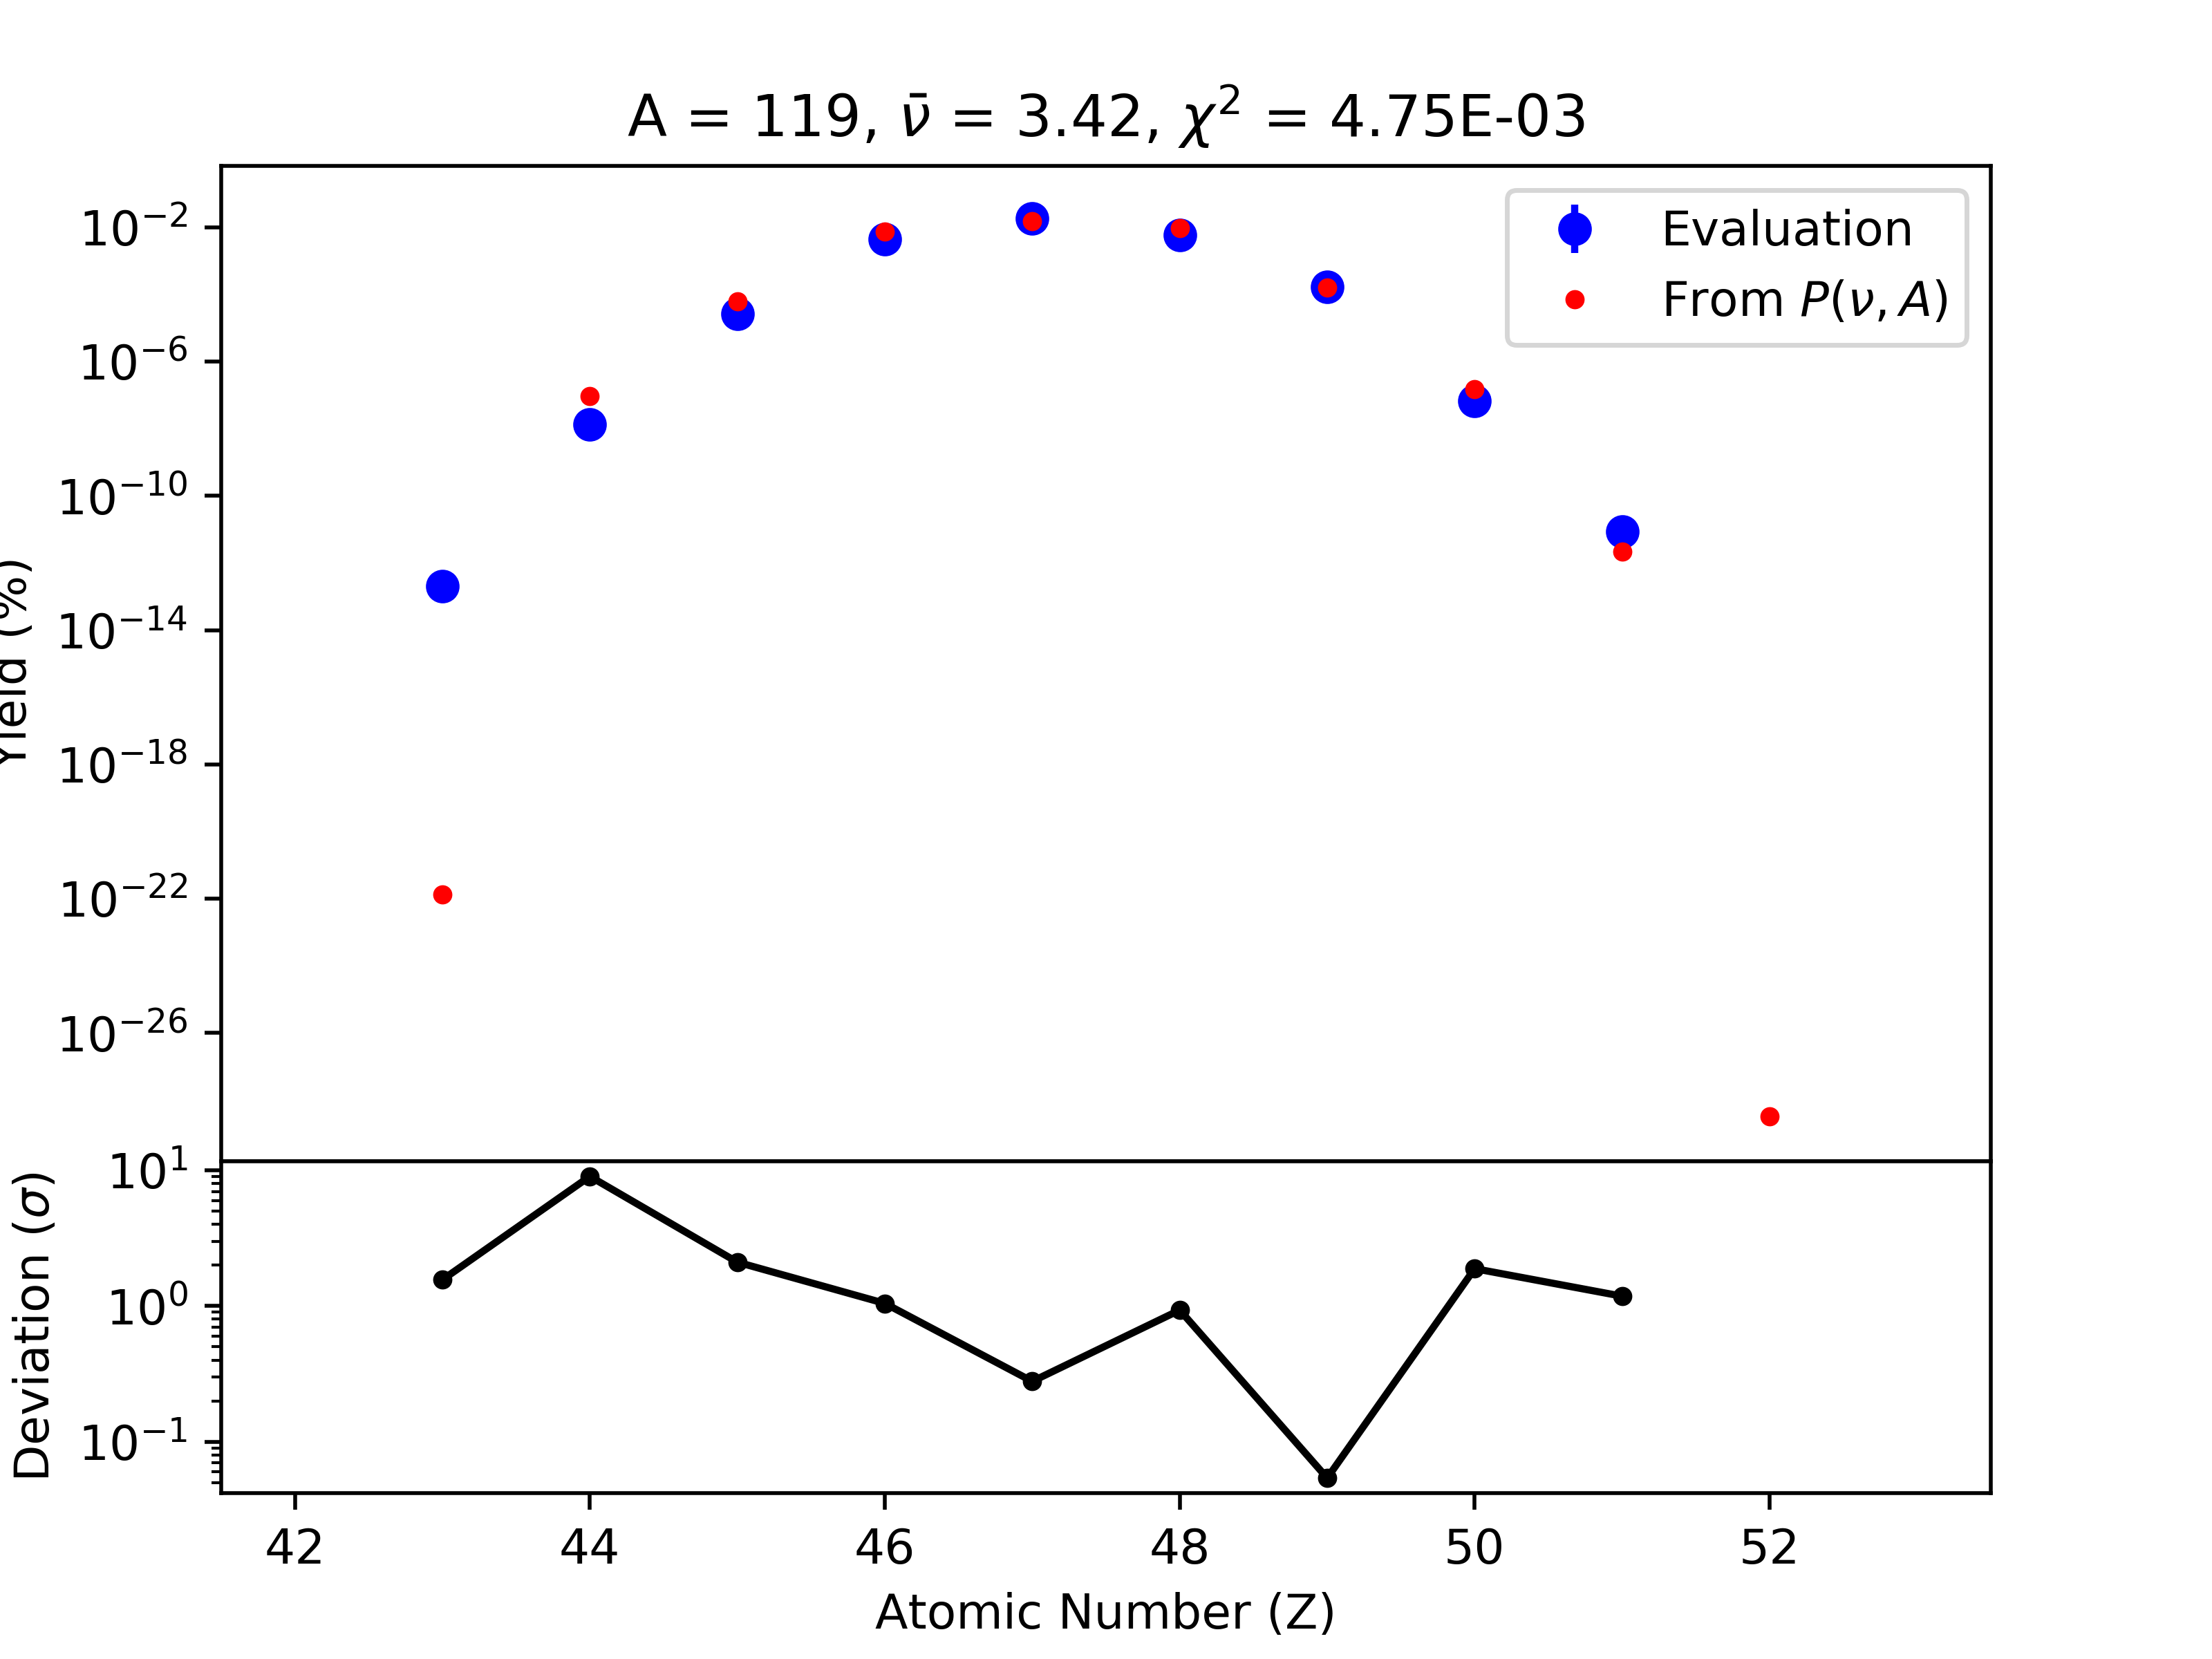 A = 119, ν̄ = 3.42, χ² = 4.75E-03
Evaluation
From P(ν, A)
Yield (%)
10⁻²
10⁻⁶
10⁻¹⁰
10⁻¹⁴
10⁻¹⁸
10⁻²²
10⁻²⁶
Deviation (σ)
10¹
10⁰
10⁻¹
42 44 46 48 50 52
Atomic Number (Z)